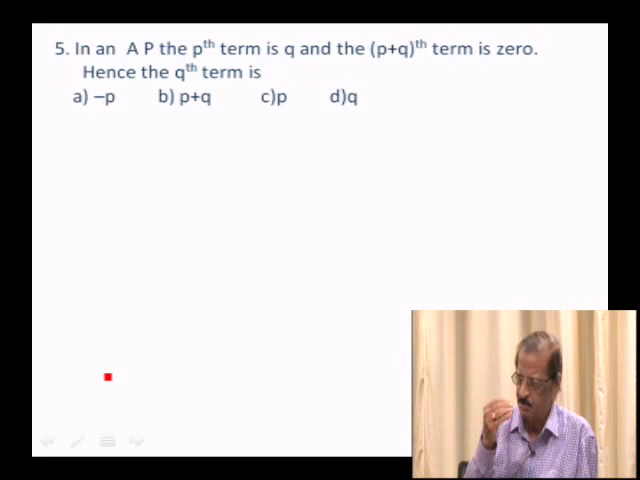 5. In an A P the pth term is q and the (p+q)th term is zero.
Hence the qth term is
a) –p b) p+q c)p d)q